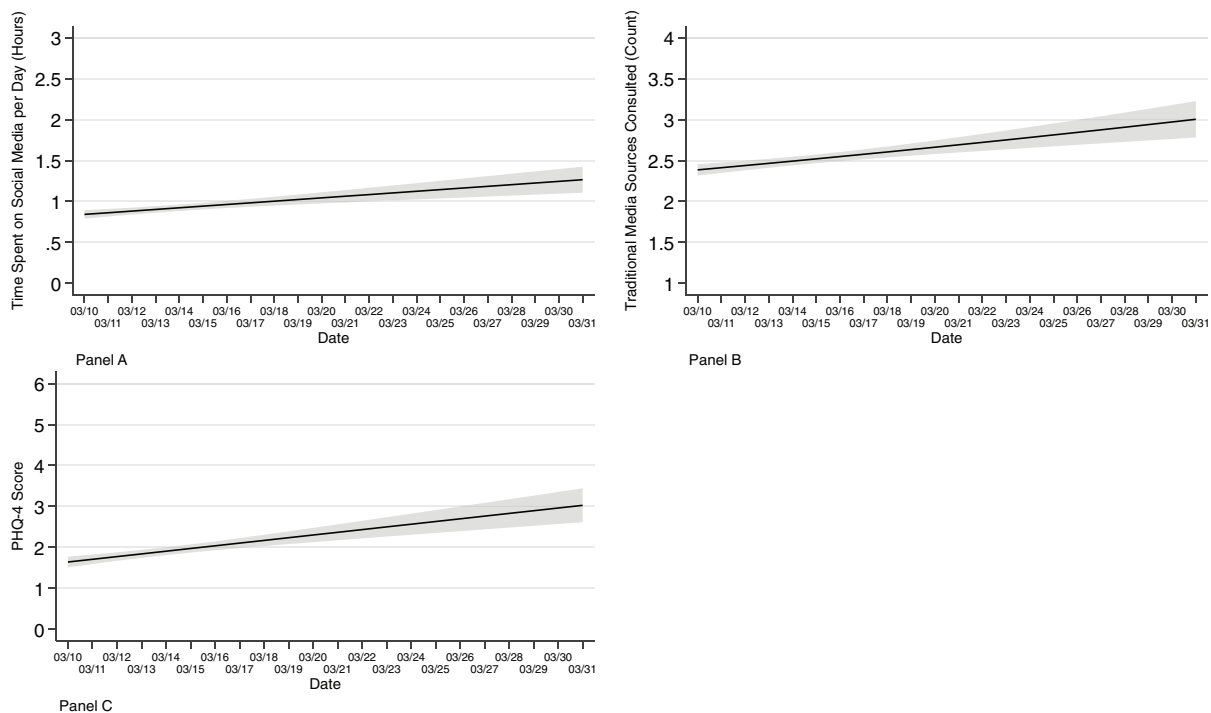 Time Spent on Social Media per Day (Hours)
3
2.5
2
1.5
1
.5
0
03/10 03/12 03/14 03/16 03/18 03/20 03/22 03/24 03/26 03/28 03/30
03/11 03/13 03/15 03/17 03/19 03/21 03/23 03/25 03/27 03/29 03/31
Date
Panel A
Traditional Media Sources Consulted (Count)
4
3.5
3
2.5
2
1.5
1
03/10 03/12 03/14 03/16 03/18 03/20 03/22 03/24 03/26 03/28 03/30
03/11 03/13 03/15 03/17 03/19 03/21 03/23 03/25 03/27 03/29 03/31
Date
Panel B
PHQ-4 Score
6
5
4
3
2
1
0
03/10 03/12 03/14 03/16 03/18 03/20 03/22 03/24 03/26 03/28 03/30
03/11 03/13 03/15 03/17 03/19 03/21 03/23 03/25 03/27 03/29 03/31
Date
Panel C